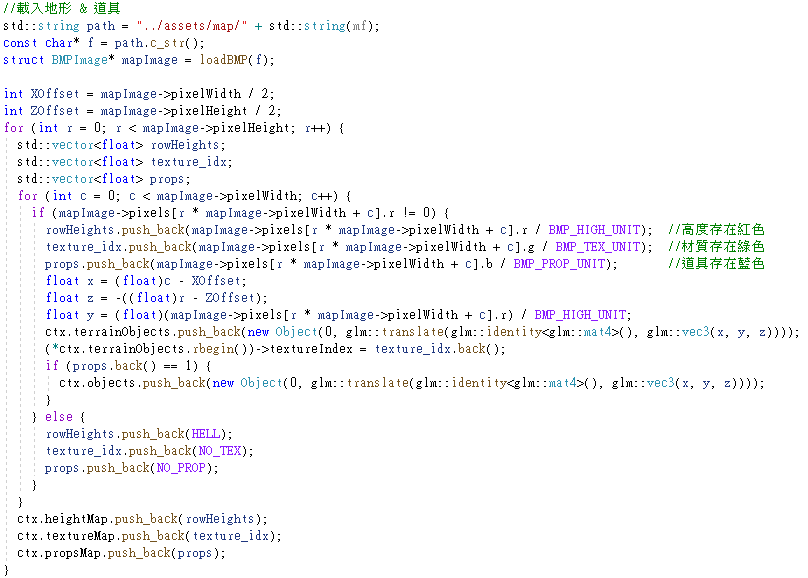 //載入地形 & 道具
std::string path = "../assets/map/" + std::string(mf);
const char* f = path.c_str();
struct BMPImage* mapImage = loadBMP(f);
int XOffset = mapImage->pixelWidth / 2;
int ZOffset = mapImage->pixelHeight / 2;
for (int r = 0; r < mapImage->pixelHeight; r++) {
std::vector<float> rowHeights;
std::vector<float> texture_idx;
std::vector<float> props;
for (int c = 0; c < mapImage->pixelWidth; c++) {
if (mapImage->pixels[r * mapImage->pixelWidth + c].r != 0) {
rowHeights.push_back(mapImage->pixels[r * mapImage->pixelWidth + c].r / BMP_HIGH_UNIT);  //高度存在紅色
texture_idx.push_back(mapImage->pixels[r * mapImage->pixelWidth + c].g / BMP_TEX_UNIT);  //材質存在綠色
props.push_back(mapImage->pixels[r * mapImage->pixelWidth + c].b / BMP_PROP_UNIT);       //道具存在藍色
float x = (float)c - XOffset;
float z = -((float)r - ZOffset);
float y = (float)(mapImage->pixels[r * mapImage->pixelWidth + c].r) / BMP_HIGH_UNIT;
ctx.terrainObjects.push_back(new Object(0, glm::translate(glm::identity<glm::mat4>(), glm::vec3(x, y, z))));
(*ctx.terrainObjects.rbegin())->textureIndex = texture_idx.back();
if (props.back() == 1) {
ctx.objects.push_back(new Object(0, glm::translate(glm::identity<glm::mat4>(), glm::vec3(x, y, z))));
}
} else {
rowHeights.push_back(HELL);
texture_idx.push_back(NO_TEX);
props.push_back(NO_PROP);
}
}
ctx.heightMap.push_back(rowHeights);
ctx.textureMap.push_back(texture_idx);
ctx.propsMap.push_back(props);
}